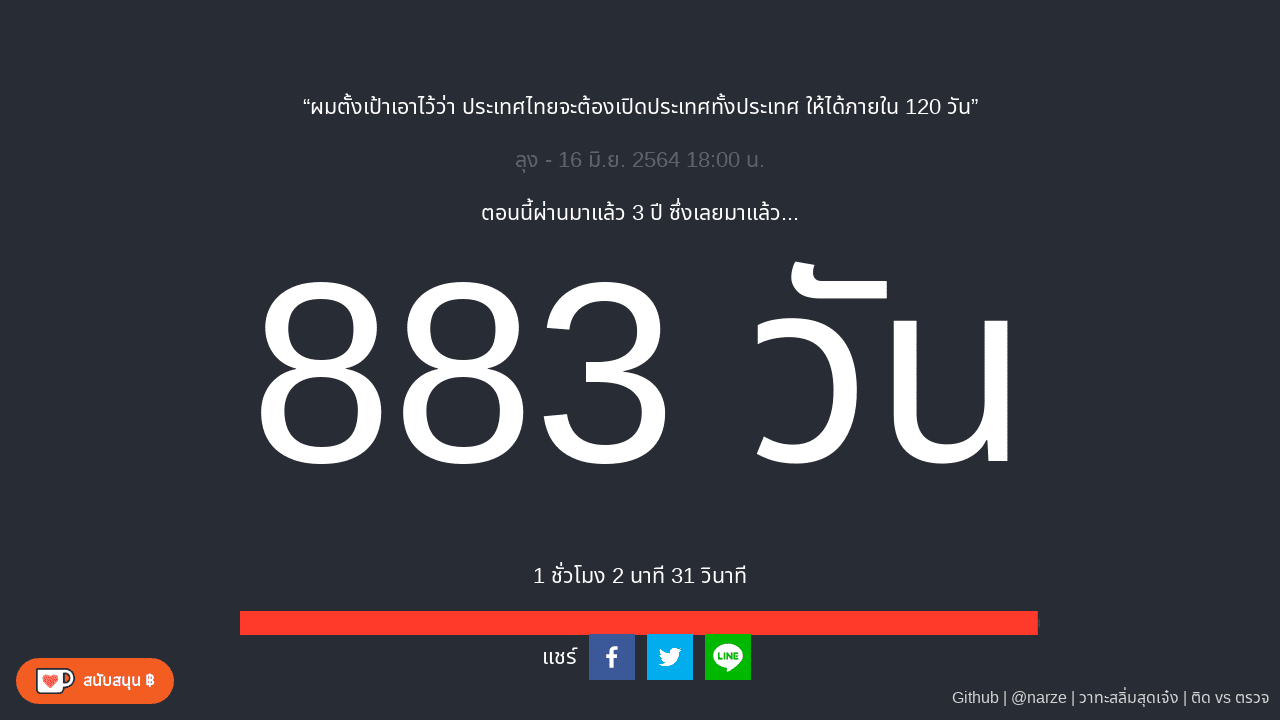 “ผมตั้งเป้าเอาไว้ว่า ประเทศไทยจะต้องเปิดประเทศทั้งประเทศ ให้ได้ภายใน 120 วัน”
ลุง - 16 มิ.ย. 2564 18:00 น.
ตอนนี้ผ่านมาแล้ว 3 ปี ซึ่งเลยมาแล้ว...
883 วัน
1 ชั่วโมง 2 นาที 31 วินาที
แชร์
LINE
สนับสนุน ฿
Github | @narze | วาทะสลิ่มสุดเจ๋ง | ติด vs ตรวจ